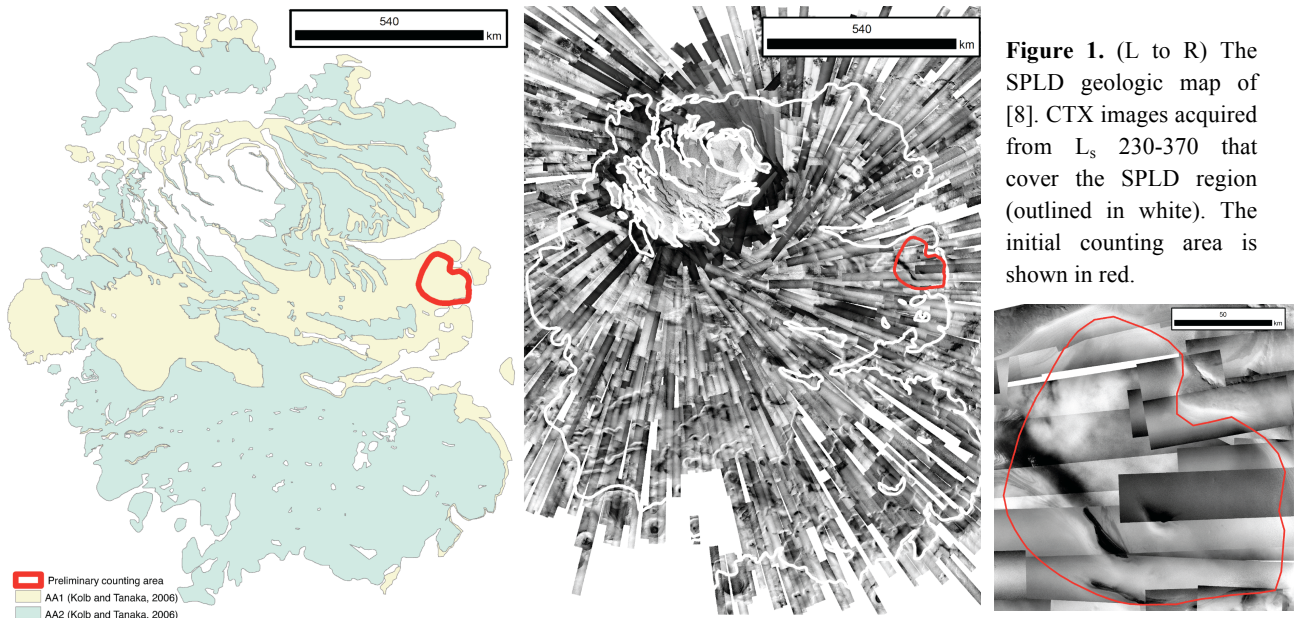 540
km
Preliminary counting area
AA1 (Kolb and Tanaka, 2006)
AA2 (Kolb and Tanaka, 2006)
540
km
Figure 1. (L to R) The
SPLD geologic map of
[8]. CTX images acquired
from Ls 230-370 that
cover the SPLD region
(outlined in white). The
initial counting area is
shown in red.
50
km